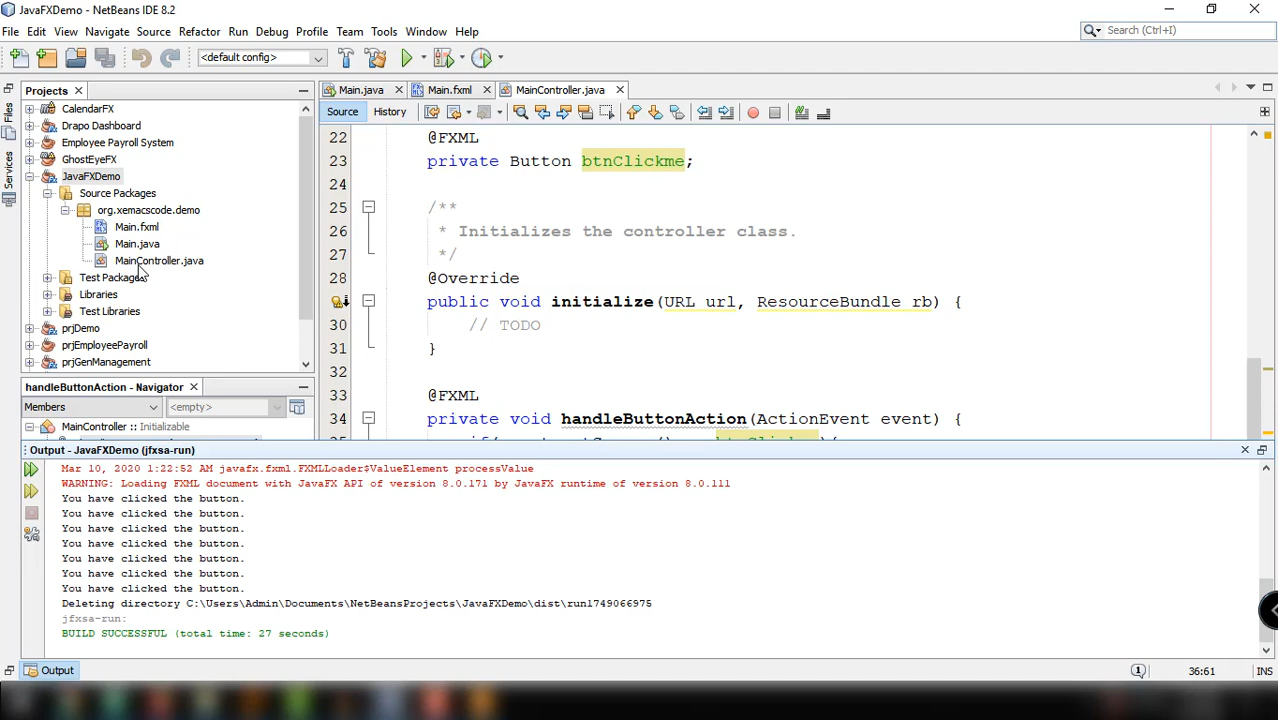 JavaFXDemo - NetBeans IDE 8.2
File Edit View Navigate Source Refactor Run Debug Profile Team Tools Window Help
Search (Ctrl+I)
<default config>
Files
Services
Projects
CalendarFX
Drapo Dashboard
Employee Payroll System
GhostEyeFX
JavaFXDemo
Source Packages
org.xemacscode.demo
Main.fxml
Main.java
MainController.java
Test Packages
Libraries
Test Libraries
prjDemo
prjEmployeePayroll
prjGenManagement
handleButtonAction - Navigator
Members
<empty>
MainController :: Initializable
Main.java
Main.fxml
MainController.java
Source History
22 @FXML
23 private Button btnClickme;
24
25 /**
26 * Initializes the controller class.
27 */
28 @Override
29 public void initialize(URL url, ResourceBundle rb) {
30 // TODO
31 }
32
33 @FXML
34 private void handleButtonAction(ActionEvent event) {
Output - JavaFXDemo (jfxsa-run)
Mar 10, 2020 1:22:52 AM javafx.fxml.FXMLLoader$ValueElement processValue
WARNING: Loading FXML document with JavaFX API of version 8.0.171 by JavaFX runtime of version 8.0.111
You have clicked the button.
You have clicked the button.
You have clicked the button.
You have clicked the button.
You have clicked the button.
You have clicked the button.
You have clicked the button.
Deleting directory C:\Users\Admin\Documents\NetBeansProjects\JavaFXDemo\dist\run1749066975
jfxsa-run:
BUILD SUCCESSFUL (total time: 27 seconds)
Output
1
36:61
INS